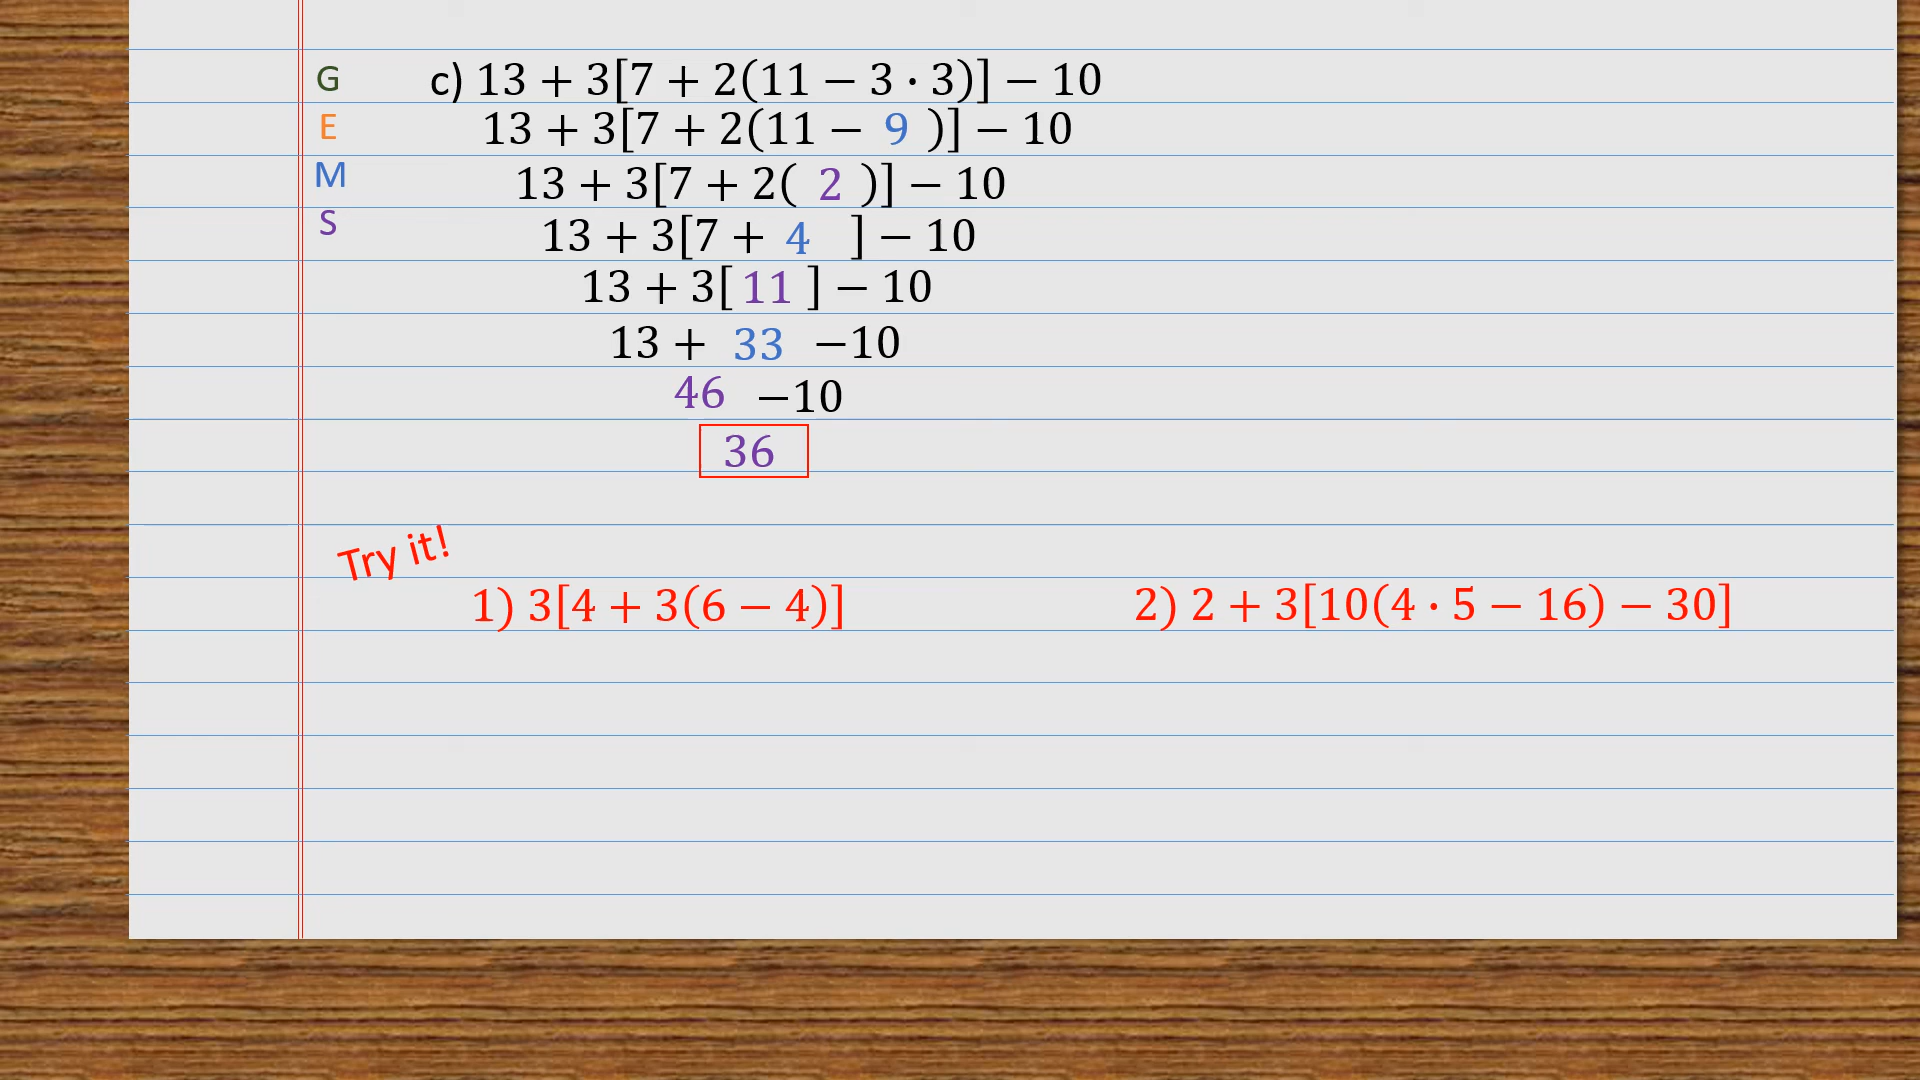 G c) 13 + 3[7 + 2(11 − 3 · 3)] − 10
E 13 + 3[7 + 2(11 − 9 )] − 10
M 13 + 3[7 + 2( 2 )] − 10
S 13 + 3[7 + 4 ] − 10
13 + 3[ 11 ] − 10
13 + 33 −10
46 −10
36
Try it!
1) 3[4 + 3(6 − 4)] 2) 2 + 3[10(4 · 5 − 16) − 30]